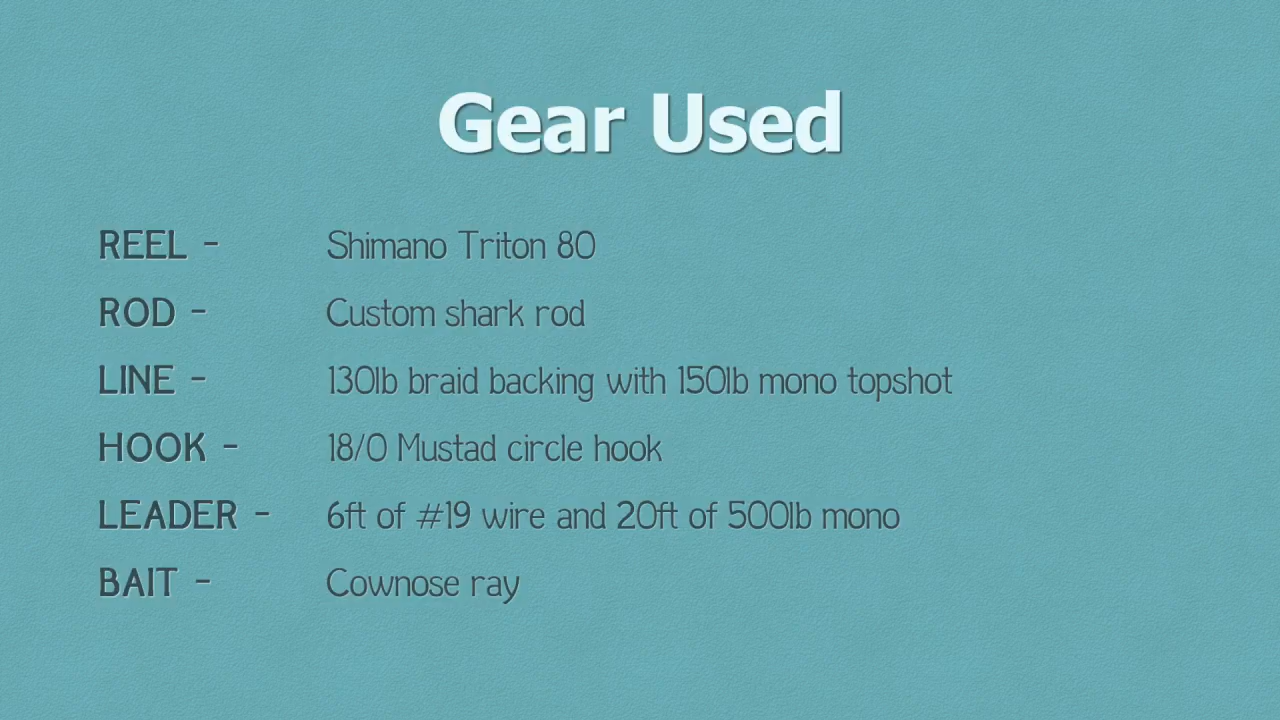 Gear Used
REEL - Shimano Triton 80
ROD - Custom shark rod
LINE - 130lb braid backing with 150lb mono topshot
HOOK - 18/0 Mustad circle hook
LEADER - 6ft of #19 wire and 20ft of 500lb mono
BAIT - Cownose ray